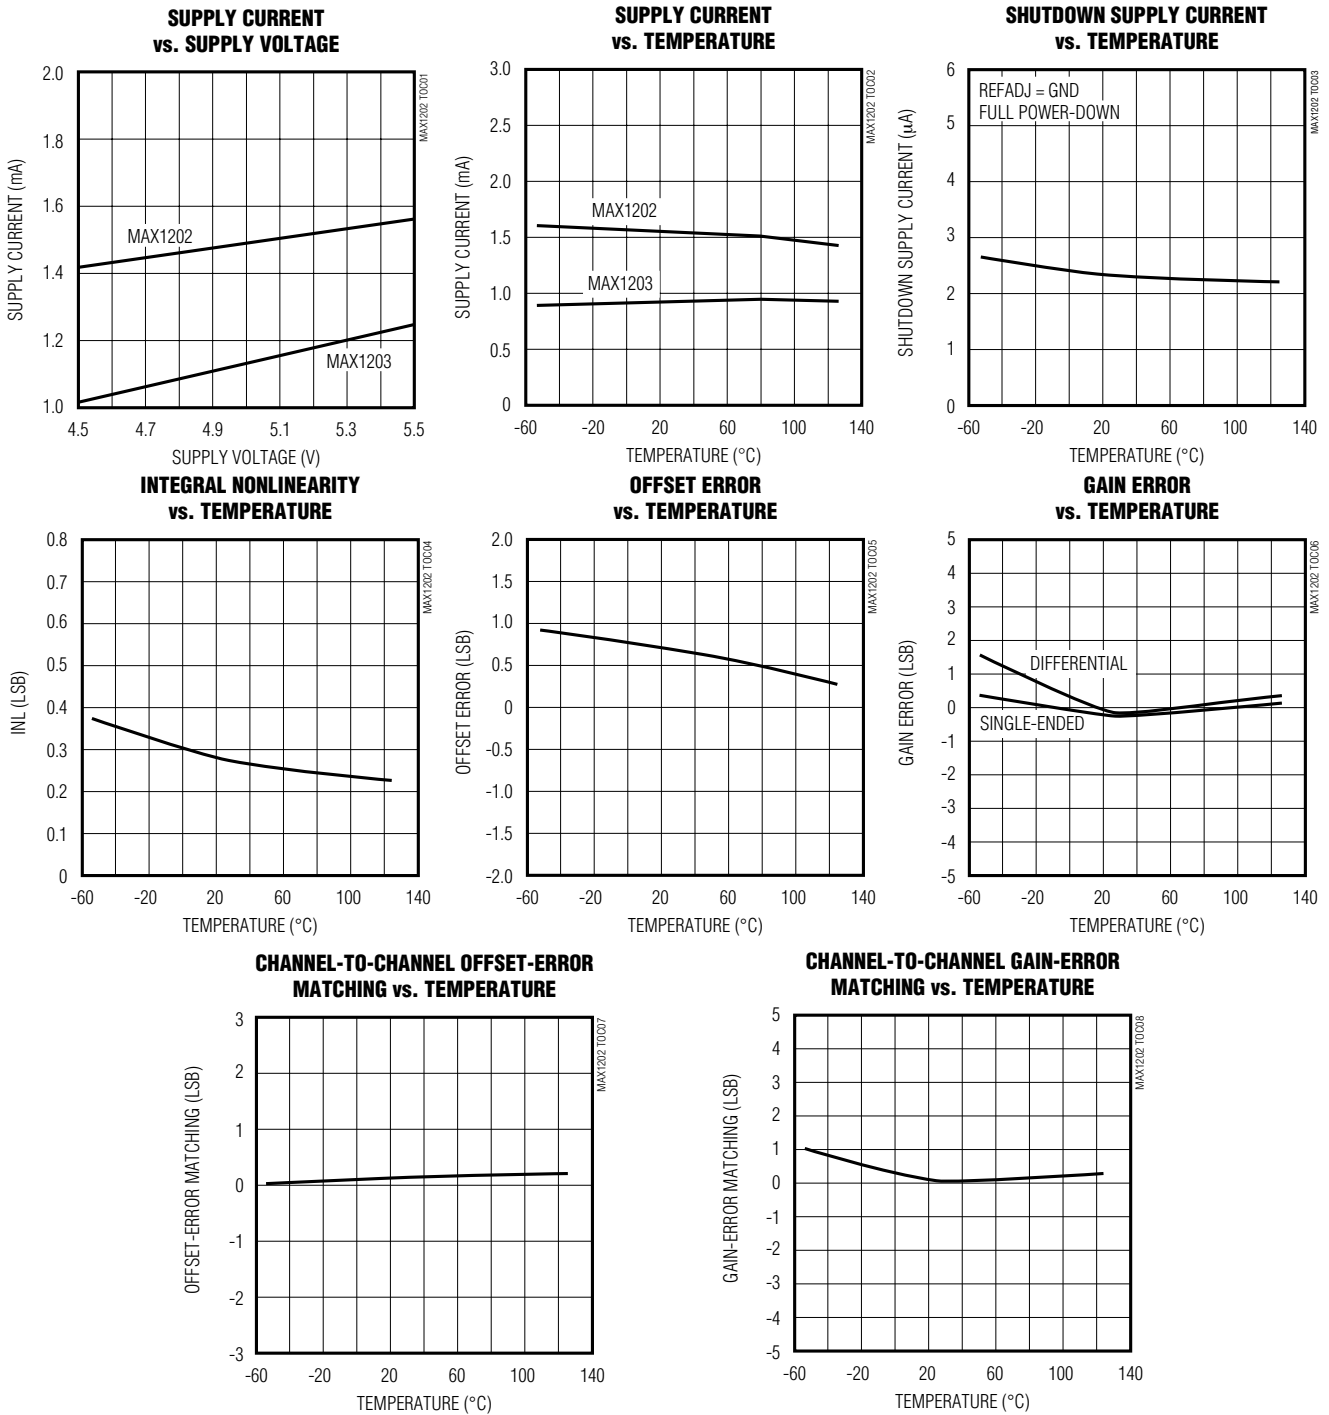 SUPPLY CURRENT
vs. SUPPLY VOLTAGE
2.0
1.8
1.6
1.4
1.2
1.0
SUPPLY CURRENT (mA)
MAX1202
MAX1203
4.5 4.7 4.9 5.1 5.3 5.5
SUPPLY VOLTAGE (V)
MAX1202 TOC01
SUPPLY CURRENT
vs. TEMPERATURE
3.0
2.5
2.0
1.5
1.0
0.5
0
SUPPLY CURRENT (mA)
MAX1202
MAX1203
-60 -20 20 60 100 140
TEMPERATURE (°C)
MAX1202 TOC02
SHUTDOWN SUPPLY CURRENT
vs. TEMPERATURE
6
5
4
3
2
1
0
SHUTDOWN SUPPLY CURRENT (µA)
REFADJ = GND
FULL POWER-DOWN
-60 -20 20 60 100 140
TEMPERATURE (°C)
MAX1202 TOC03
INTEGRAL NONLINEARITY
vs. TEMPERATURE
0.8
0.7
0.6
0.5
0.4
0.3
0.2
0.1
0
INL (LSB)
-60 -20 20 60 100 140
TEMPERATURE (°C)
MAX1202 TOC04
OFFSET ERROR
vs. TEMPERATURE
2.0
1.5
1.0
0.5
0
-0.5
-1.0
-1.5
-2.0
OFFSET ERROR (LSB)
-60 -20 20 60 100 140
TEMPERATURE (°C)
MAX1202 TOC05
GAIN ERROR
vs. TEMPERATURE
5
4
3
2
1
0
-1
-2
-3
-4
-5
GAIN ERROR (LSB)
DIFFERENTIAL
SINGLE-ENDED
-60 -20 20 60 100 140
TEMPERATURE (°C)
MAX1202 TOC06
CHANNEL-TO-CHANNEL OFFSET-ERROR
MATCHING vs. TEMPERATURE
3
2
1
0
-1
-2
-3
OFFSET-ERROR MATCHING (LSB)
-60 -20 20 60 100 140
TEMPERATURE (°C)
MAX1202 TOC07
CHANNEL-TO-CHANNEL GAIN-ERROR
MATCHING vs. TEMPERATURE
5
4
3
2
1
0
-1
-2
-3
-4
-5
GAIN-ERROR MATCHING (LSB)
-60 -20 20 60 100 140
TEMPERATURE (°C)
MAX1202 TOC08